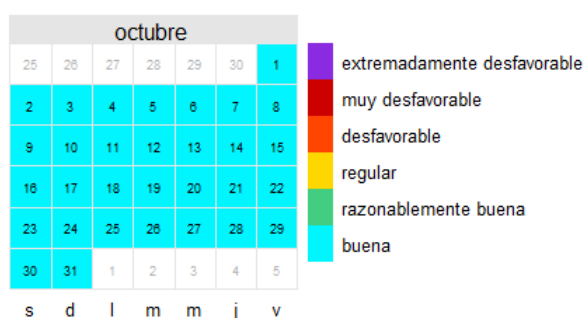 octubre
25 26 27 28 29 30 1
2 3 4 5 6 7 8
9 10 11 12 13 14 15
16 17 18 19 20 21 22
23 24 25 26 27 28 29
30 31 1 2 3 4 5
s d l m m j v
extremadamente desfavorable
muy desfavorable
desfavorable
regular
razonablemente buena
buena